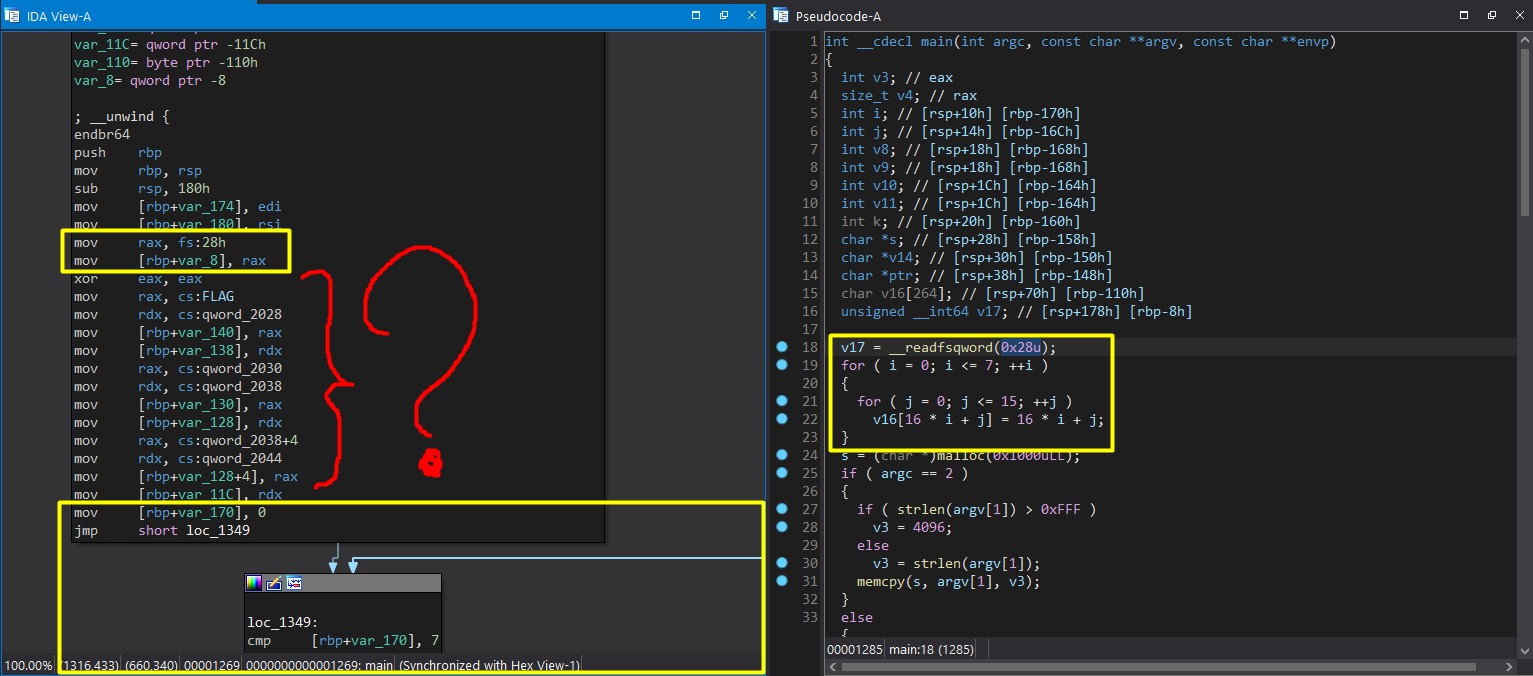 IDA View-A
var_11C= qword ptr -11Ch
var_110= byte ptr -110h
var_8= qword ptr -8
; __unwind {
endbr64
push rbp
mov rbp, rsp
sub rsp, 180h
mov [rbp+var_174], edi
mov [rbp+var_180], rsi
mov rax, fs:28h
mov [rbp+var_8], rax
xor eax, eax
mov rax, cs:FLAG
mov rdx, cs:qword_2028
mov [rbp+var_140], rax
mov [rbp+var_138], rdx
mov rax, cs:qword_2030
mov rdx, cs:qword_2038
mov [rbp+var_130], rax
mov [rbp+var_128], rdx
mov rax, cs:qword_2038+4
mov rdx, cs:qword_2044
mov [rbp+var_128+4], rax
mov [rbp+var_11C], rdx
mov [rbp+var_170], 0
jmp short loc_1349
?
loc_1349:
cmp [rbp+var_170], 7
100.00% (1316,433) (660,340) 00001269 0000000000001269: main (Synchronized with Hex View-1)
Pseudocode-A
1 int __cdecl main(int argc, const char **argv, const char **envp)
2 {
3 int v3; // eax
4 size_t v4; // rax
5 int i; // [rsp+10h] [rbp-170h]
6 int j; // [rsp+14h] [rbp-16Ch]
7 int v8; // [rsp+18h] [rbp-168h]
8 int v9; // [rsp+18h] [rbp-168h]
9 int v10; // [rsp+1Ch] [rbp-164h]
10 int v11; // [rsp+1Ch] [rbp-164h]
11 int k; // [rsp+20h] [rbp-160h]
12 char *s; // [rsp+28h] [rbp-158h]
13 char *v14; // [rsp+30h] [rbp-150h]
14 char *ptr; // [rsp+38h] [rbp-148h]
15 char v16[264]; // [rsp+70h] [rbp-110h]
16 unsigned __int64 v17; // [rsp+178h] [rbp-8h]
17
18 v17 = __readfsqword(0x28u);
19 for ( i = 0; i <= 7; ++i )
20 {
21 for ( j = 0; j <= 15; ++j )
22 v16[16 * i + j] = 16 * i + j;
23 }
24 s = (char *)malloc(0x1000uLL);
25 if ( argc == 2 )
26 {
27 if ( strlen(argv[1]) > 0xFFF )
28 v3 = 4096;
29 else
30 v3 = strlen(argv[1]);
31 memcpy(s, argv[1], v3);
32 }
33 else
{
00001285 main:18 (1285)